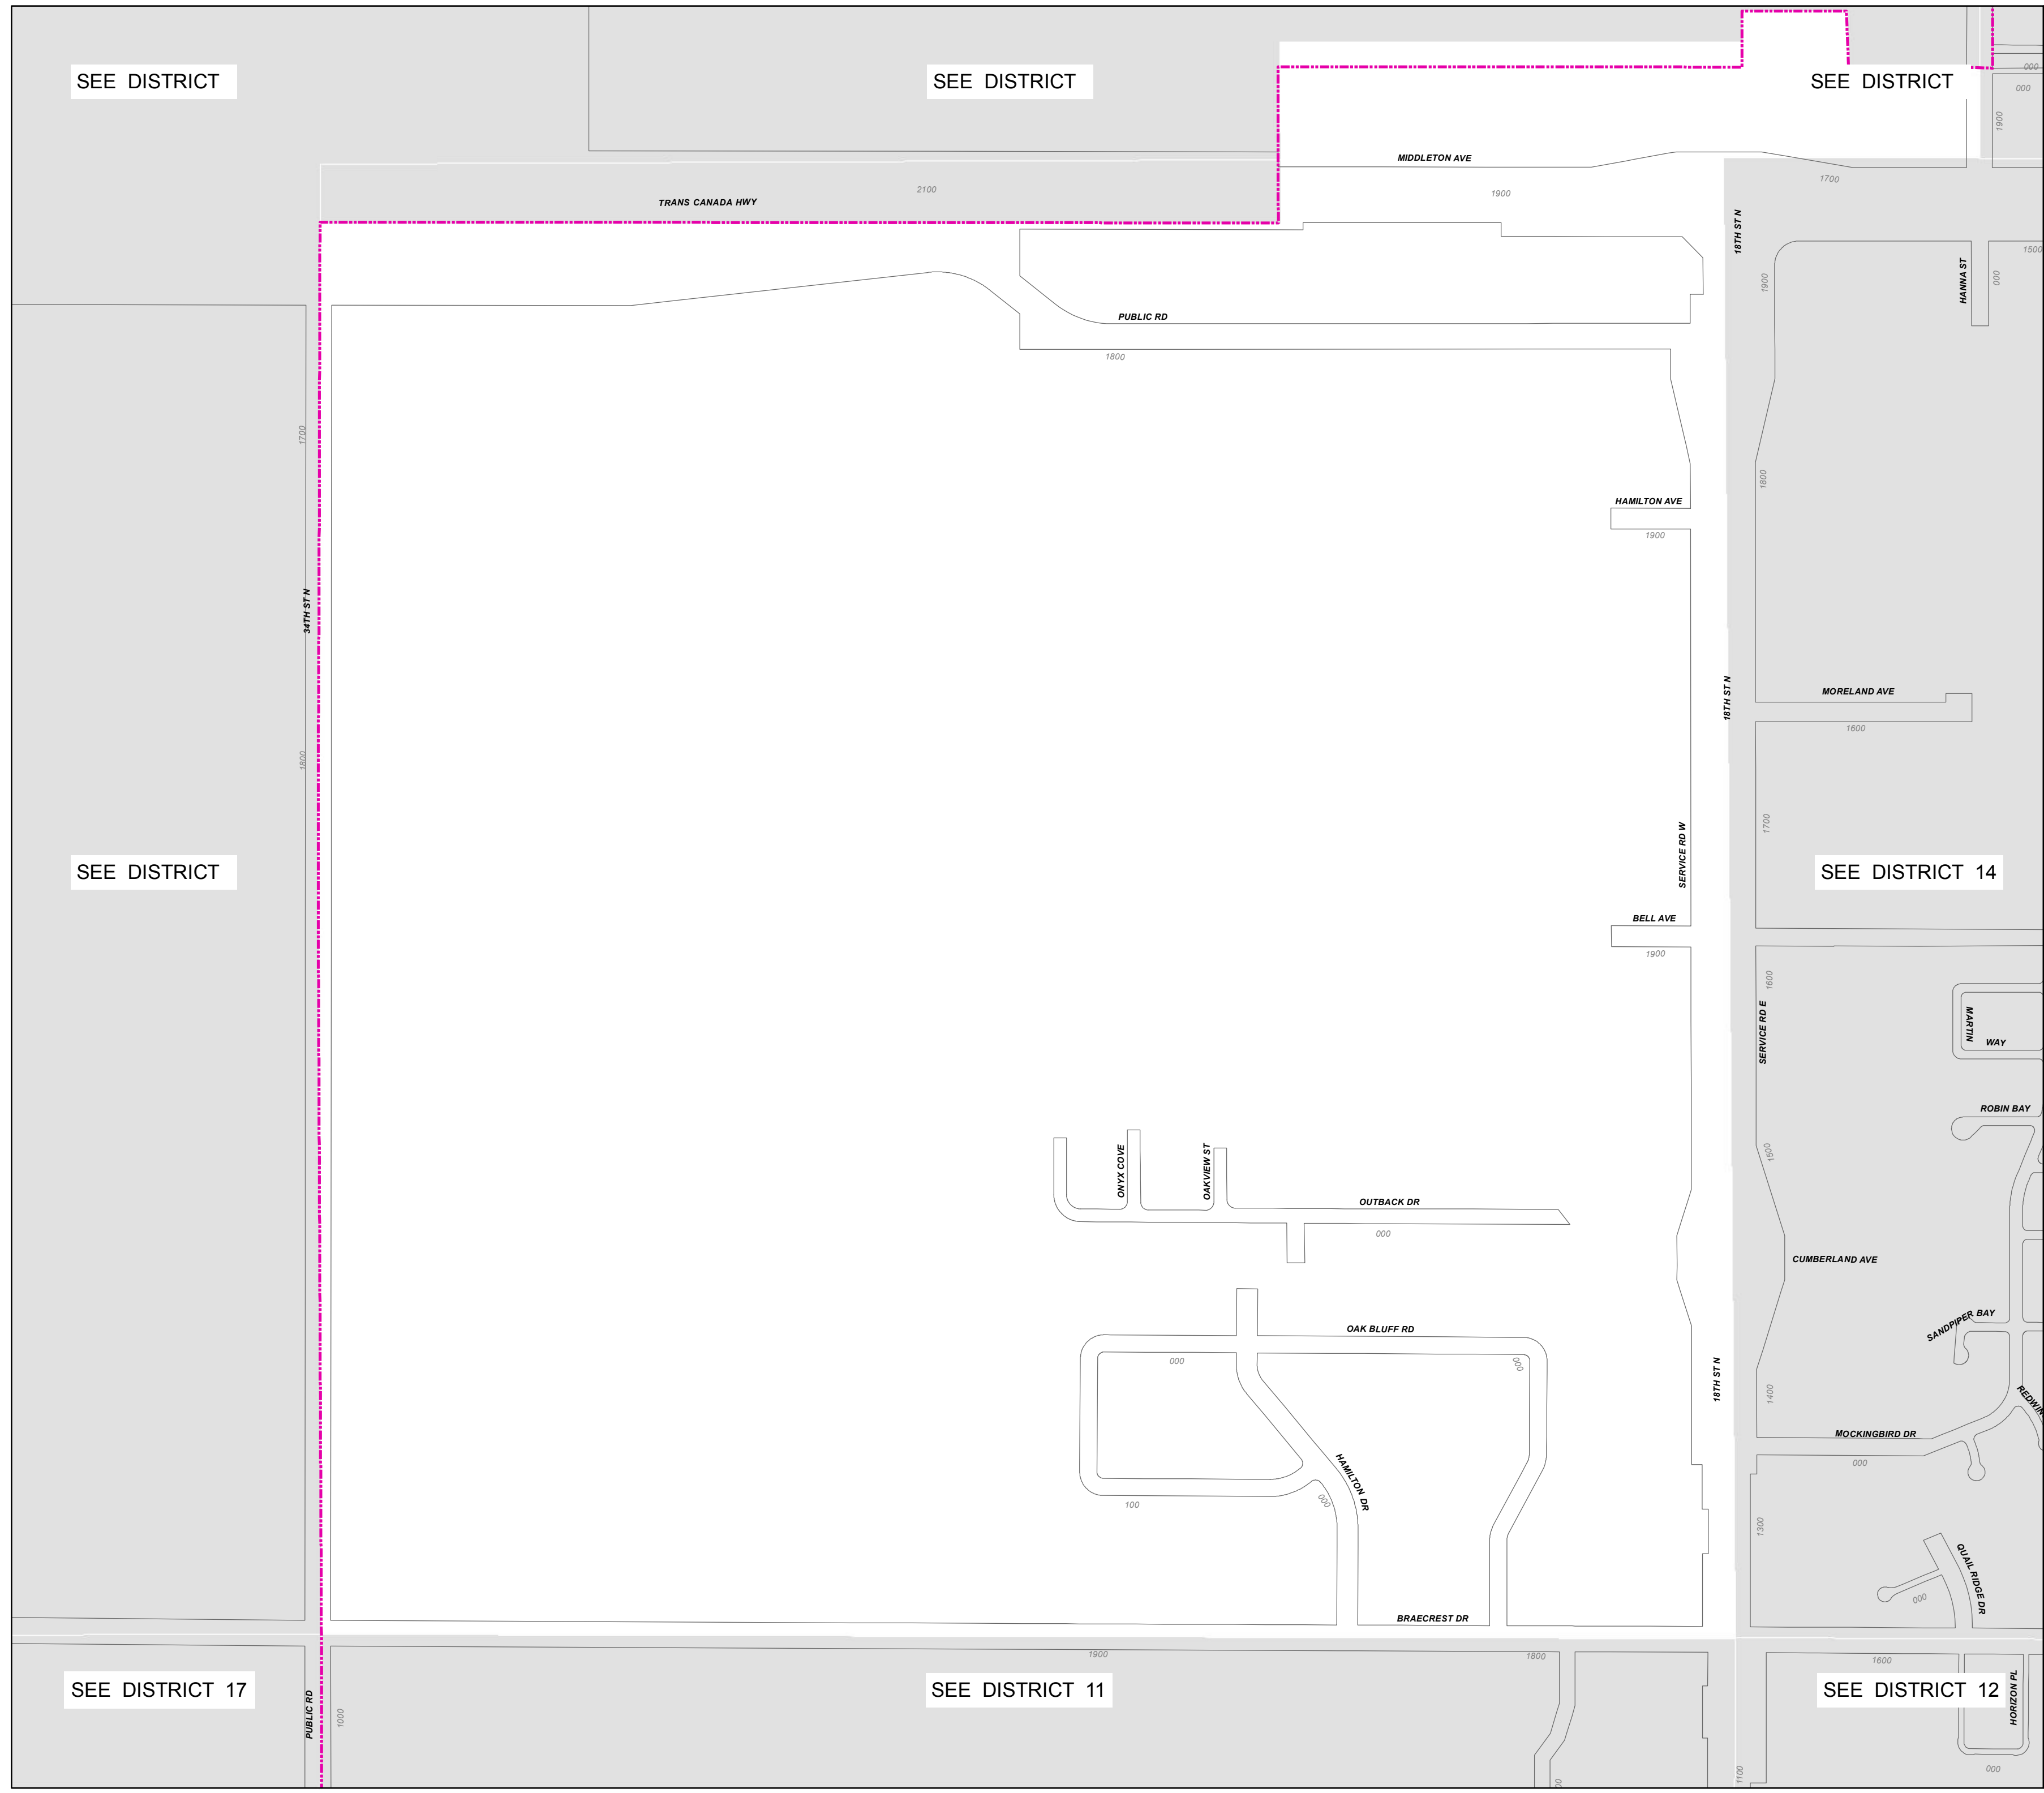 SEE DISTRICT
SEE DISTRICT
SEE DISTRICT
000
000
1900
MIDDLETON AVE
1700
2100
1900
TRANS CANADA HWY
18TH ST N
1500
HANNA ST
000
1900
PUBLIC RD
1800
1700
1800
HAMILTON AVE
1900
34TH ST N
18TH ST N
MORELAND AVE
1600
1800
1700
SERVICE RD W
SEE DISTRICT
SEE DISTRICT 14
BELL AVE
1900
1600
SERVICE RD E
MARTIN
WAY
ROBIN BAY
1500
ONYX COVE
OAKVIEW ST
OUTBACK DR
000
CUMBERLAND AVE
SANDPIPER BAY
OAK BLUFF RD
000
000
18TH ST N
1400
REDWIN
MOCKINGBIRD DR
000
HAMILTON DR
000
100
1300
QUAIL RIDGE DR
000
BRAECREST DR
1900
1800
1600
SEE DISTRICT 17
SEE DISTRICT 11
SEE DISTRICT 12
PUBLIC RD
1000
HORIZON PL
1100
000